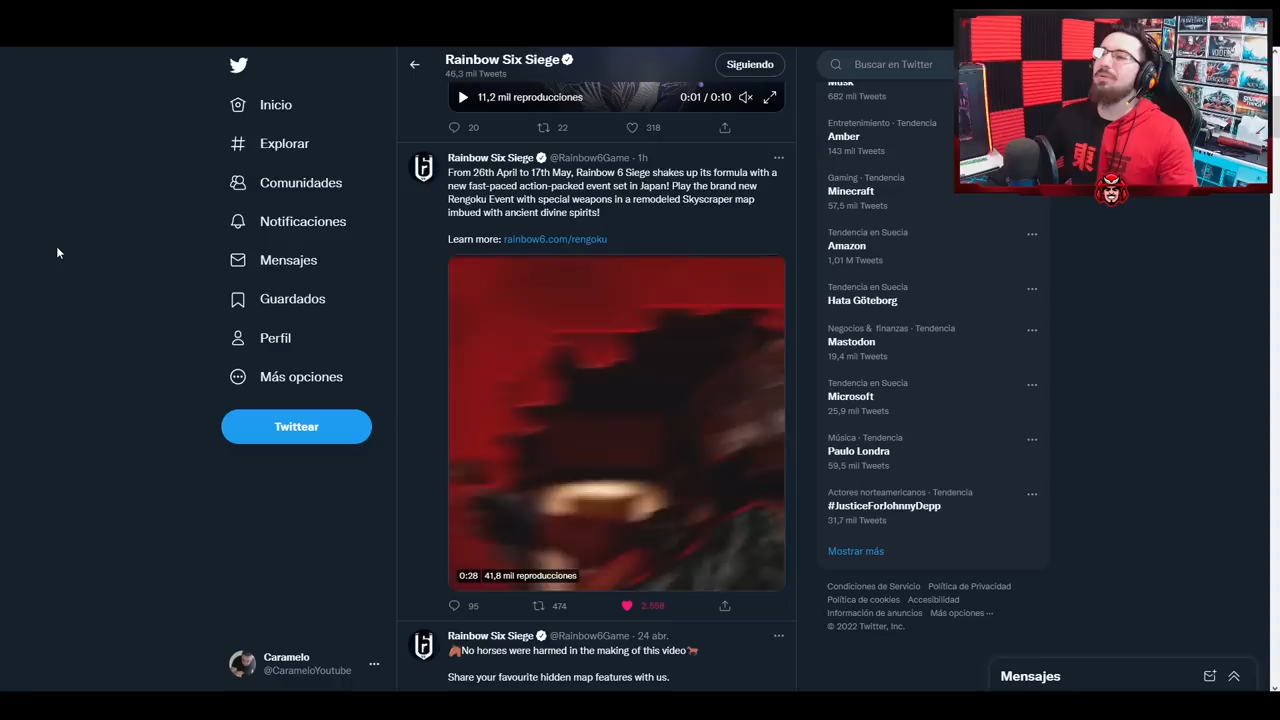 Inicio
Explorar
Comunidades
Notificaciones
Mensajes
Guardados
Perfil
Más opciones
Twittear
Caramelo
@CarameloYoutube
Rainbow Six Siege
46,3 mil Tweets
Siguiendo
11,2 mil reproducciones
0:01 / 0:10
20
22
318
Rainbow Six Siege @Rainbow6Game · 1h
From 26th April to 17th May, Rainbow 6 Siege shakes up its formula with a
new fast-paced action-packed event set in Japan! Play the brand new
Rengoku Event with special weapons in a remodeled Skyscraper map
imbued with ancient divine spirits!
Learn more: rainbow6.com/rengoku
0:28 41,8 mil reproducciones
95
474
2.558
Rainbow Six Siege @Rainbow6Game · 24 abr.
🐴No horses were harmed in the making of this video🐎
Share your favourite hidden map features with us.
Buscar en Twitter
Musk
682 mil Tweets
Entretenimiento · Tendencia
Amber
143 mil Tweets
Gaming · Tendencia
Minecraft
57,5 mil Tweets
Tendencia en Suecia
Amazon
1,01 M Tweets
Tendencia en Suecia
Hata Göteborg
Negocios & finanzas · Tendencia
Mastodon
19,4 mil Tweets
Tendencia en Suecia
Microsoft
25,9 mil Tweets
Música · Tendencia
Paulo Londra
59,5 mil Tweets
Actores norteamericanos · Tendencia
#JusticeForJohnnyDepp
31,7 mil Tweets
Mostrar más
Condiciones de Servicio Política de Privacidad
Política de cookies Accesibilidad
Información de anuncios Más opciones ···
© 2022 Twitter, Inc.
Mensajes
東